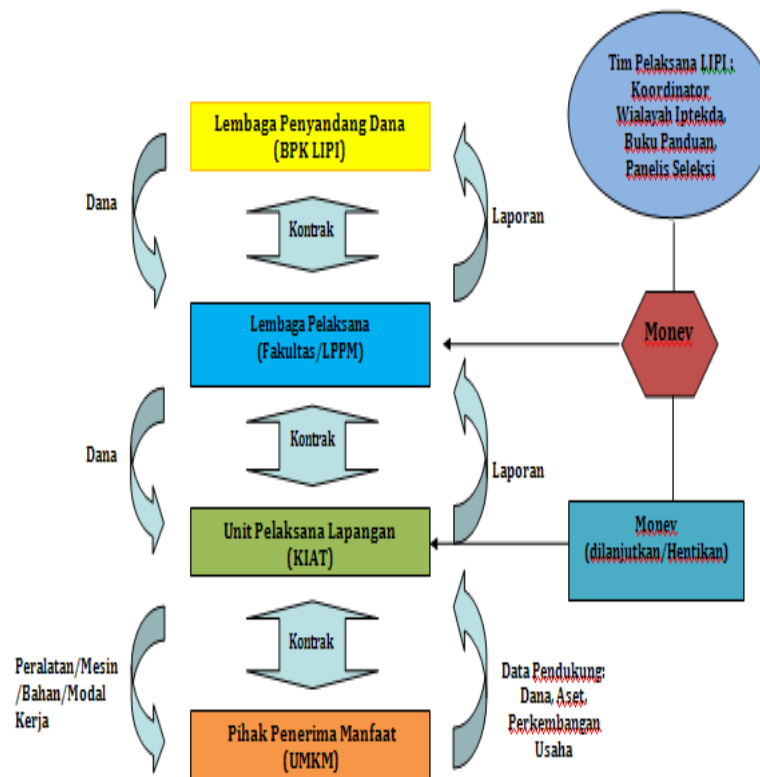 Tim Pelaksana LIPI :
Koordinator
Wialayah Iptekda,
Buku Panduan,
Panelis Seleksi
Lembaga Penyandang Dana
(BPK LIPI)
Dana
Kontrak
Laporan
Lembaga Pelaksana
(Fakultas/LPPM)
Monev
Dana
Kontrak
Laporan
Unit Pelaksana Lapangan
(KIAT)
Monev
(dilanjutkan/Hentikan)
Peralatan/Mesin
/Bahan/Modal
Kerja
Kontrak
Data Pendukung:
Dana, Aset,
Perkembangan
Usaha
Pihak Penerima Manfaat
(UMKM)